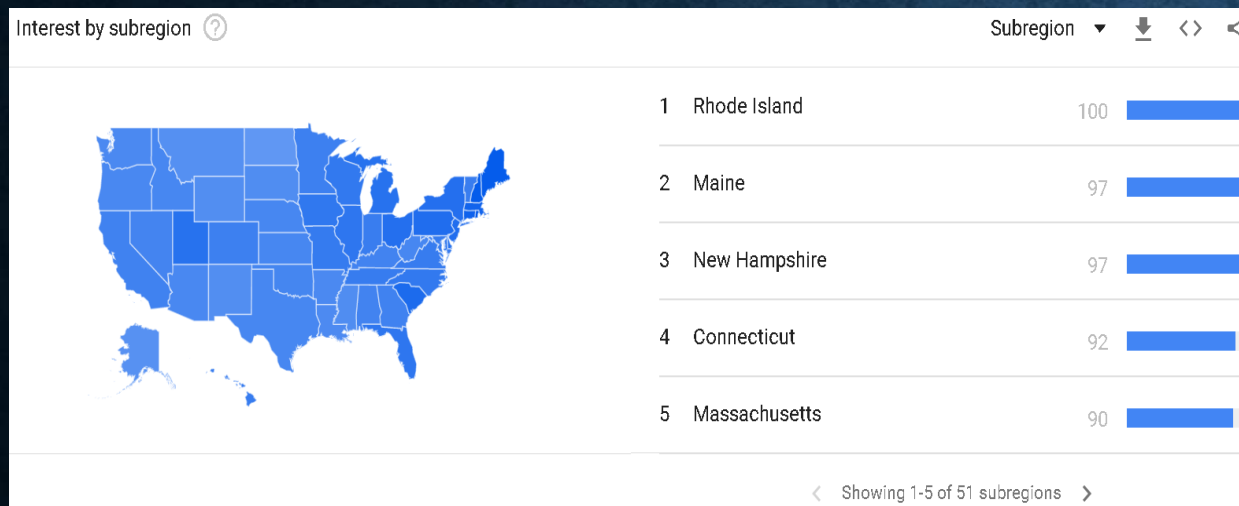 Interest by subregion ?
Subregion
1 Rhode Island 100
2 Maine 97
3 New Hampshire 97
4 Connecticut 92
5 Massachusetts 90
Showing 1-5 of 51 subregions